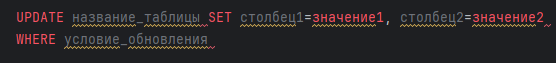 UPDATE название_таблицы SET столбец1=значение1, столбец2=значение2
WHERE условие_обновления